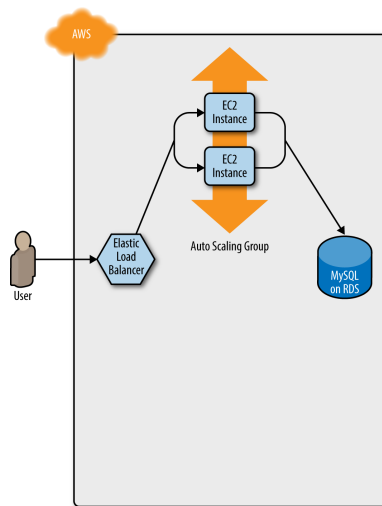 AWS
EC2
Instance
EC2
Instance
Auto Scaling Group
Elastic
Load
Balancer
User
MySQL
on RDS